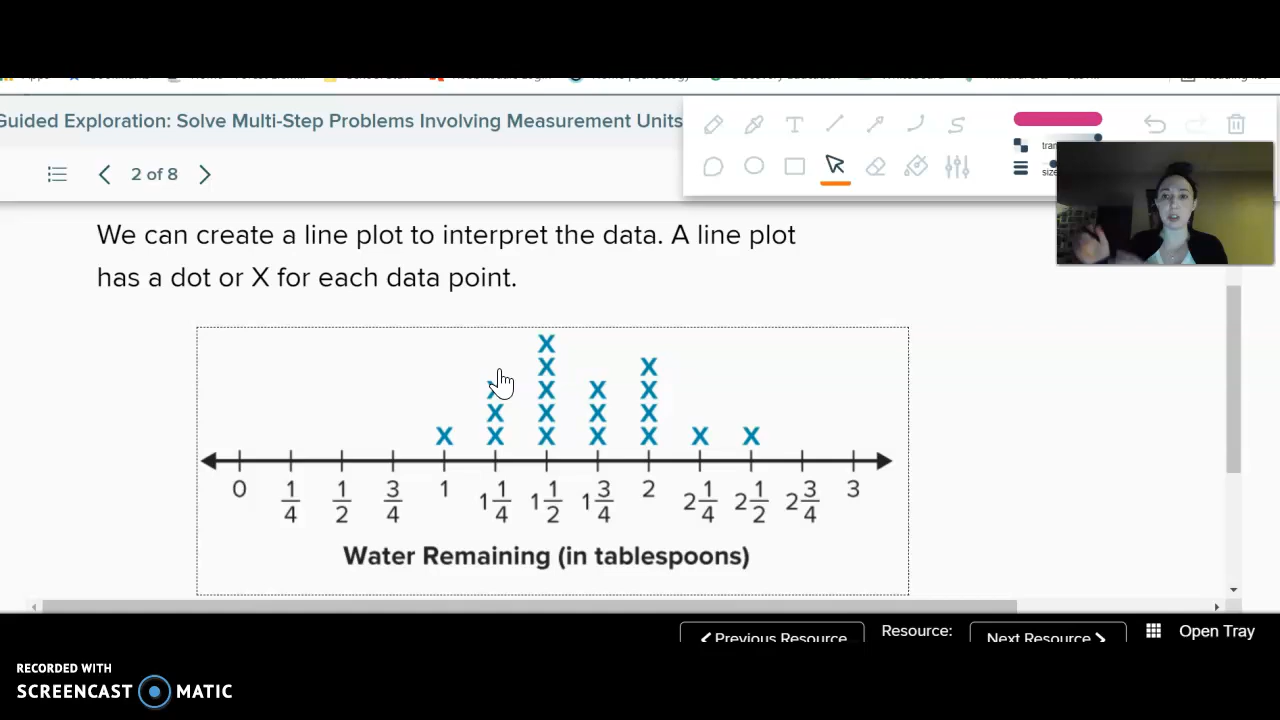 Guided Exploration: Solve Multi-Step Problems Involving Measurement Units
2 of 8
size
We can create a line plot to interpret the data. A line plot
has a dot or X for each data point.
X
X X
X X X X
X X X X
X X X X X X X
0 1/4 1/2 3/4 1 1 1/4 1 1/2 1 3/4 2 2 1/4 2 1/2 2 3/4 3
Water Remaining (in tablespoons)
Previous Resource Resource: Next Resource Open Tray
RECORDED WITH
SCREENCAST MATIC